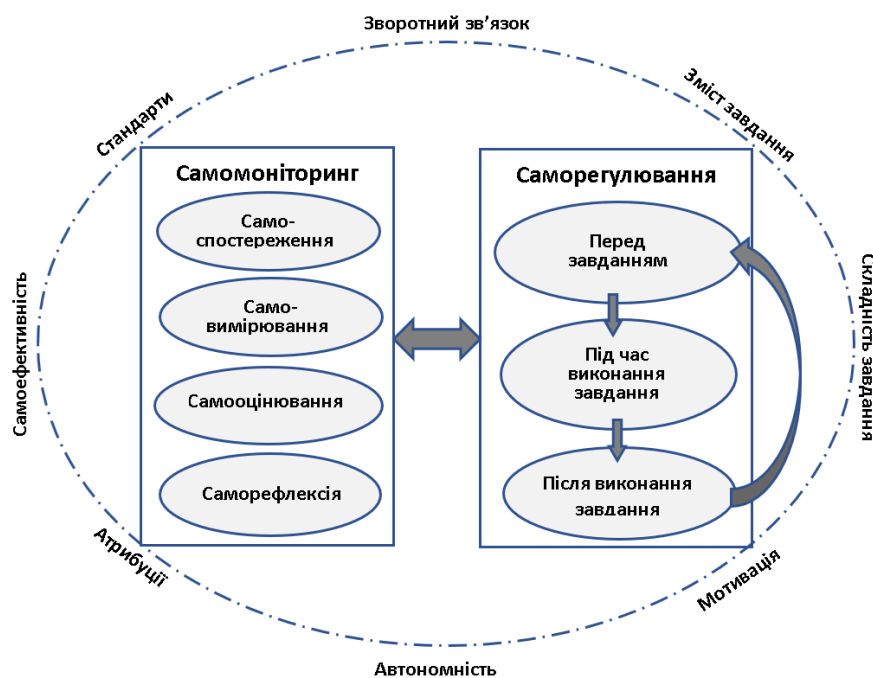 Зворотний зв’язок
Стандарти
Зміст завдання
Самоефективність
Складність завдання
Самомоніторинг
Само-
спостереження
Само-
вимірювання
Самооцінювання
Саморефлексія
Саморегулювання
Перед
завданням
Під час
виконання
завдання
Після виконання
завдання
Атрибуції
Мотивація
Автономність